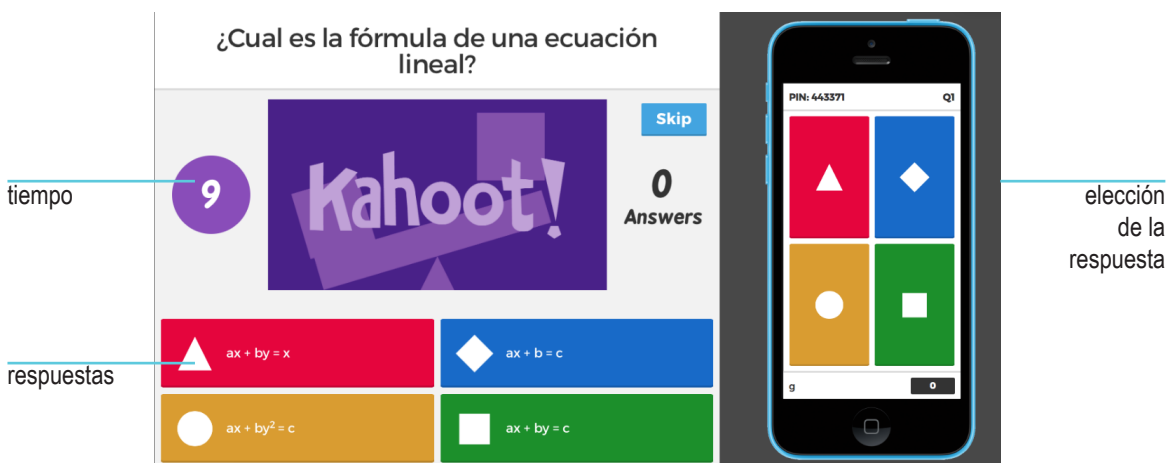 ¿Cual es la fórmula de una ecuación
lineal?
tiempo
9
Kahoot!
Skip
0
Answers
respuestas
ax + by = x
ax + b = c
ax + by² = c
ax + by = c
PIN: 443371
Q1
g
0
elección
de la
respuesta